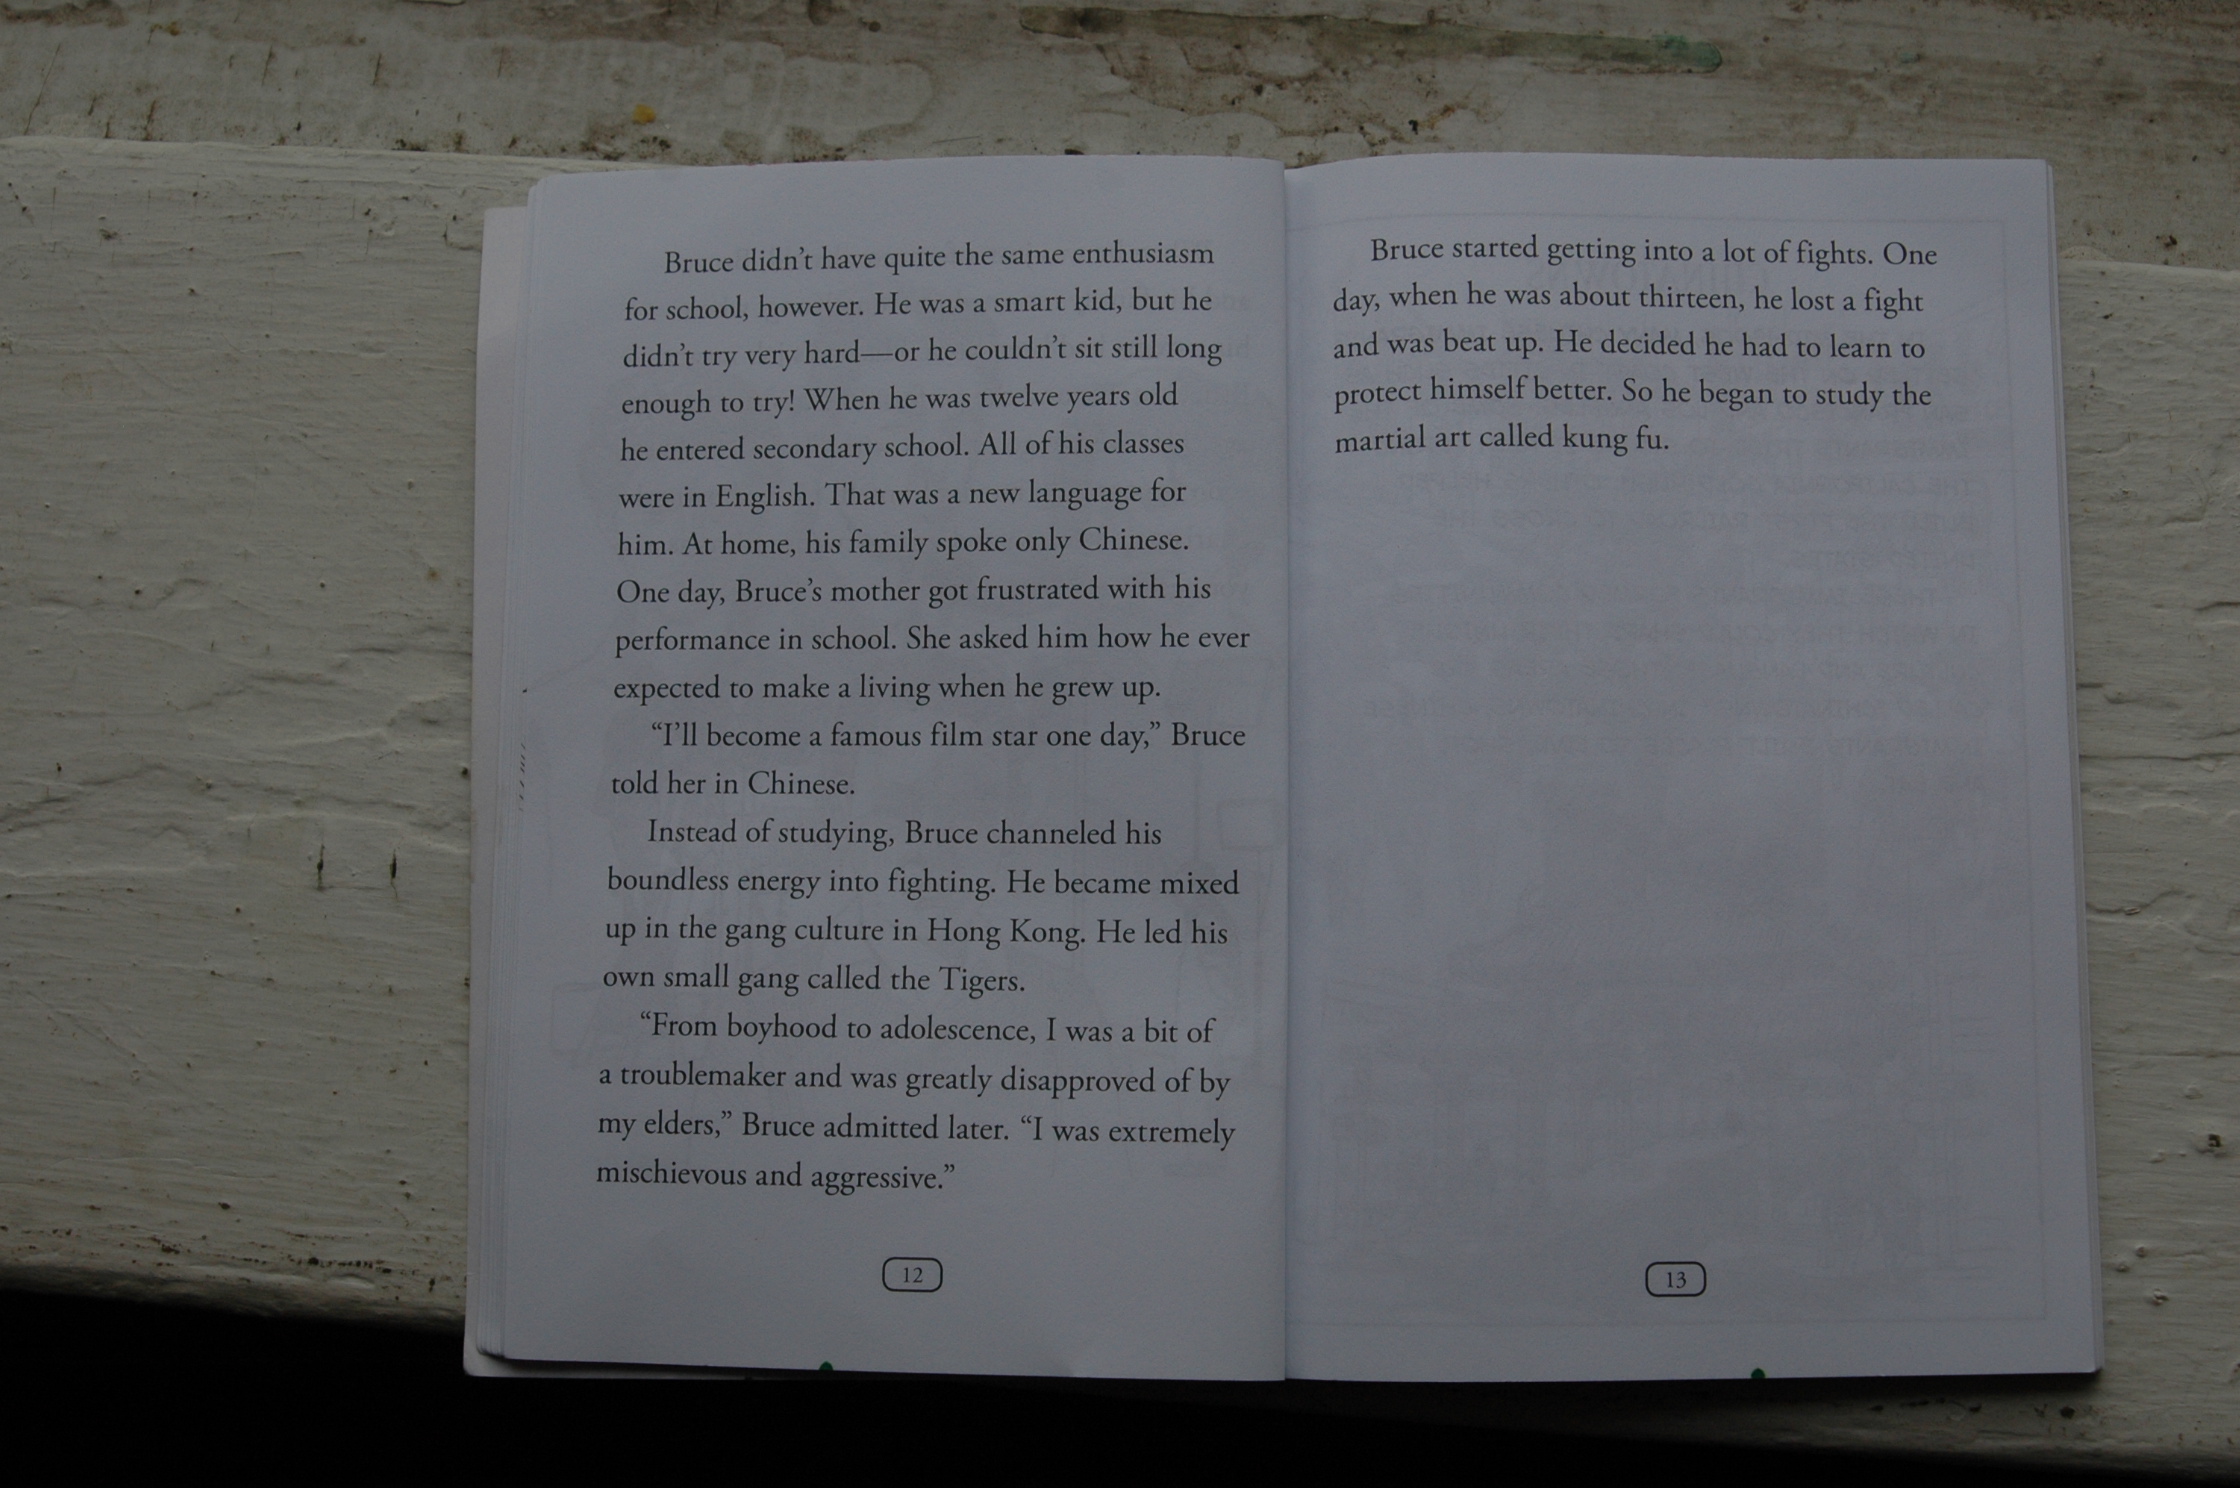 Bruce didn't have quite the same enthusiasm
for school, however. He was a smart kid, but he
didn't try very hard—or he couldn't sit still long
enough to try! When he was twelve years old
he entered secondary school. All of his classes
were in English. That was a new language for
him. At home, his family spoke only Chinese.
One day, Bruce's mother got frustrated with his
performance in school. She asked him how he ever
expected to make a living when he grew up.
“I'll become a famous film star one day,” Bruce
told her in Chinese.
Instead of studying, Bruce channeled his
boundless energy into fighting. He became mixed
up in the gang culture in Hong Kong. He led his
own small gang called the Tigers.
“From boyhood to adolescence, I was a bit of
a troublemaker and was greatly disapproved of by
my elders,” Bruce admitted later. “I was extremely
mischievous and aggressive.”
12
Bruce started getting into a lot of fights. One
day, when he was about thirteen, he lost a fight
and was beat up. He decided he had to learn to
protect himself better. So he began to study the
martial art called kung fu.
13